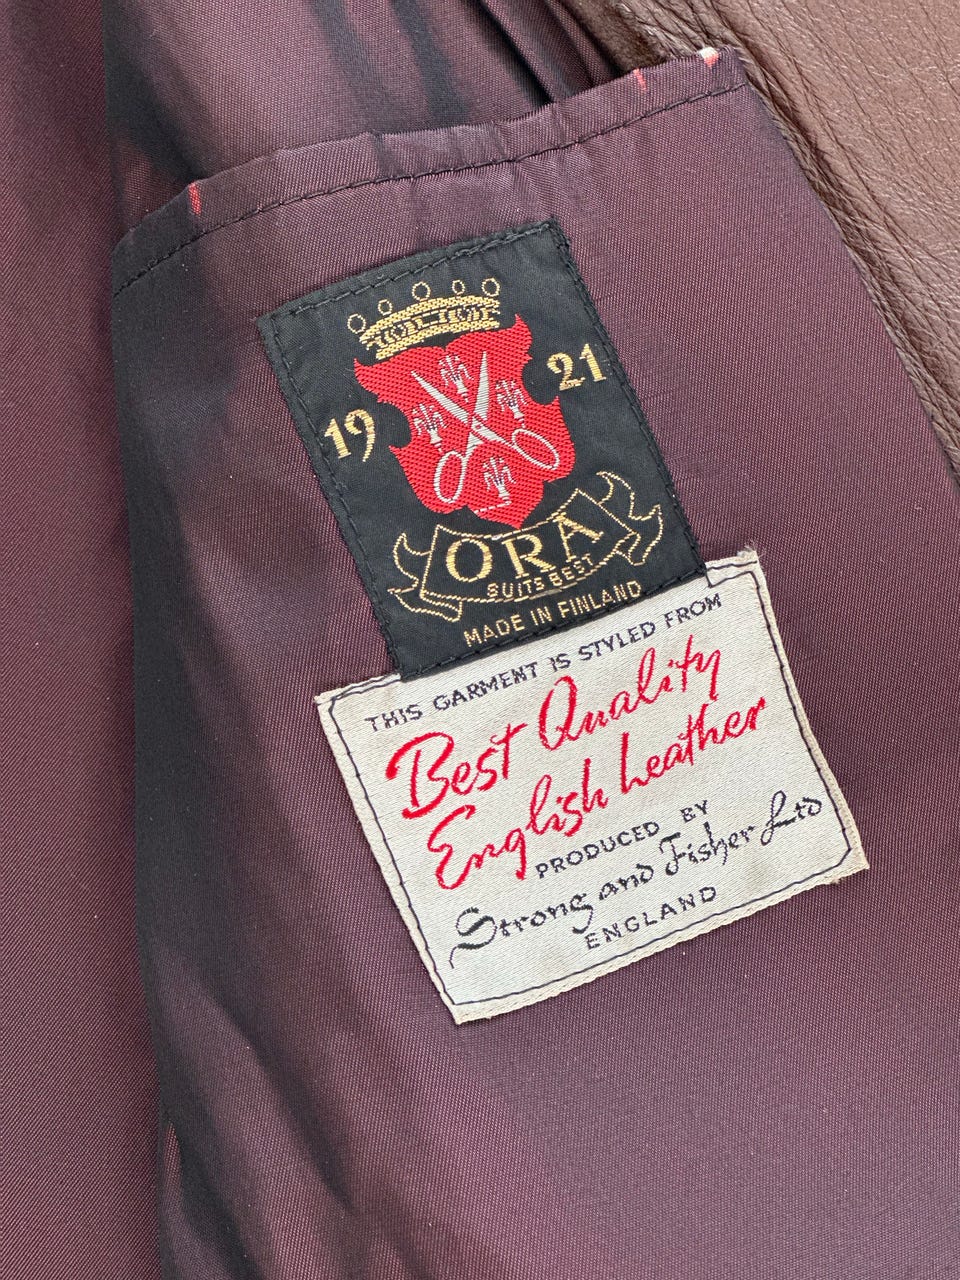 19 21
ORA
SUITS BEST
MADE IN FINLAND
THIS GARMENT IS STYLED FROM
Best Quality
English Leather
PRODUCED BY
Strong and Fisher Ltd
ENGLAND